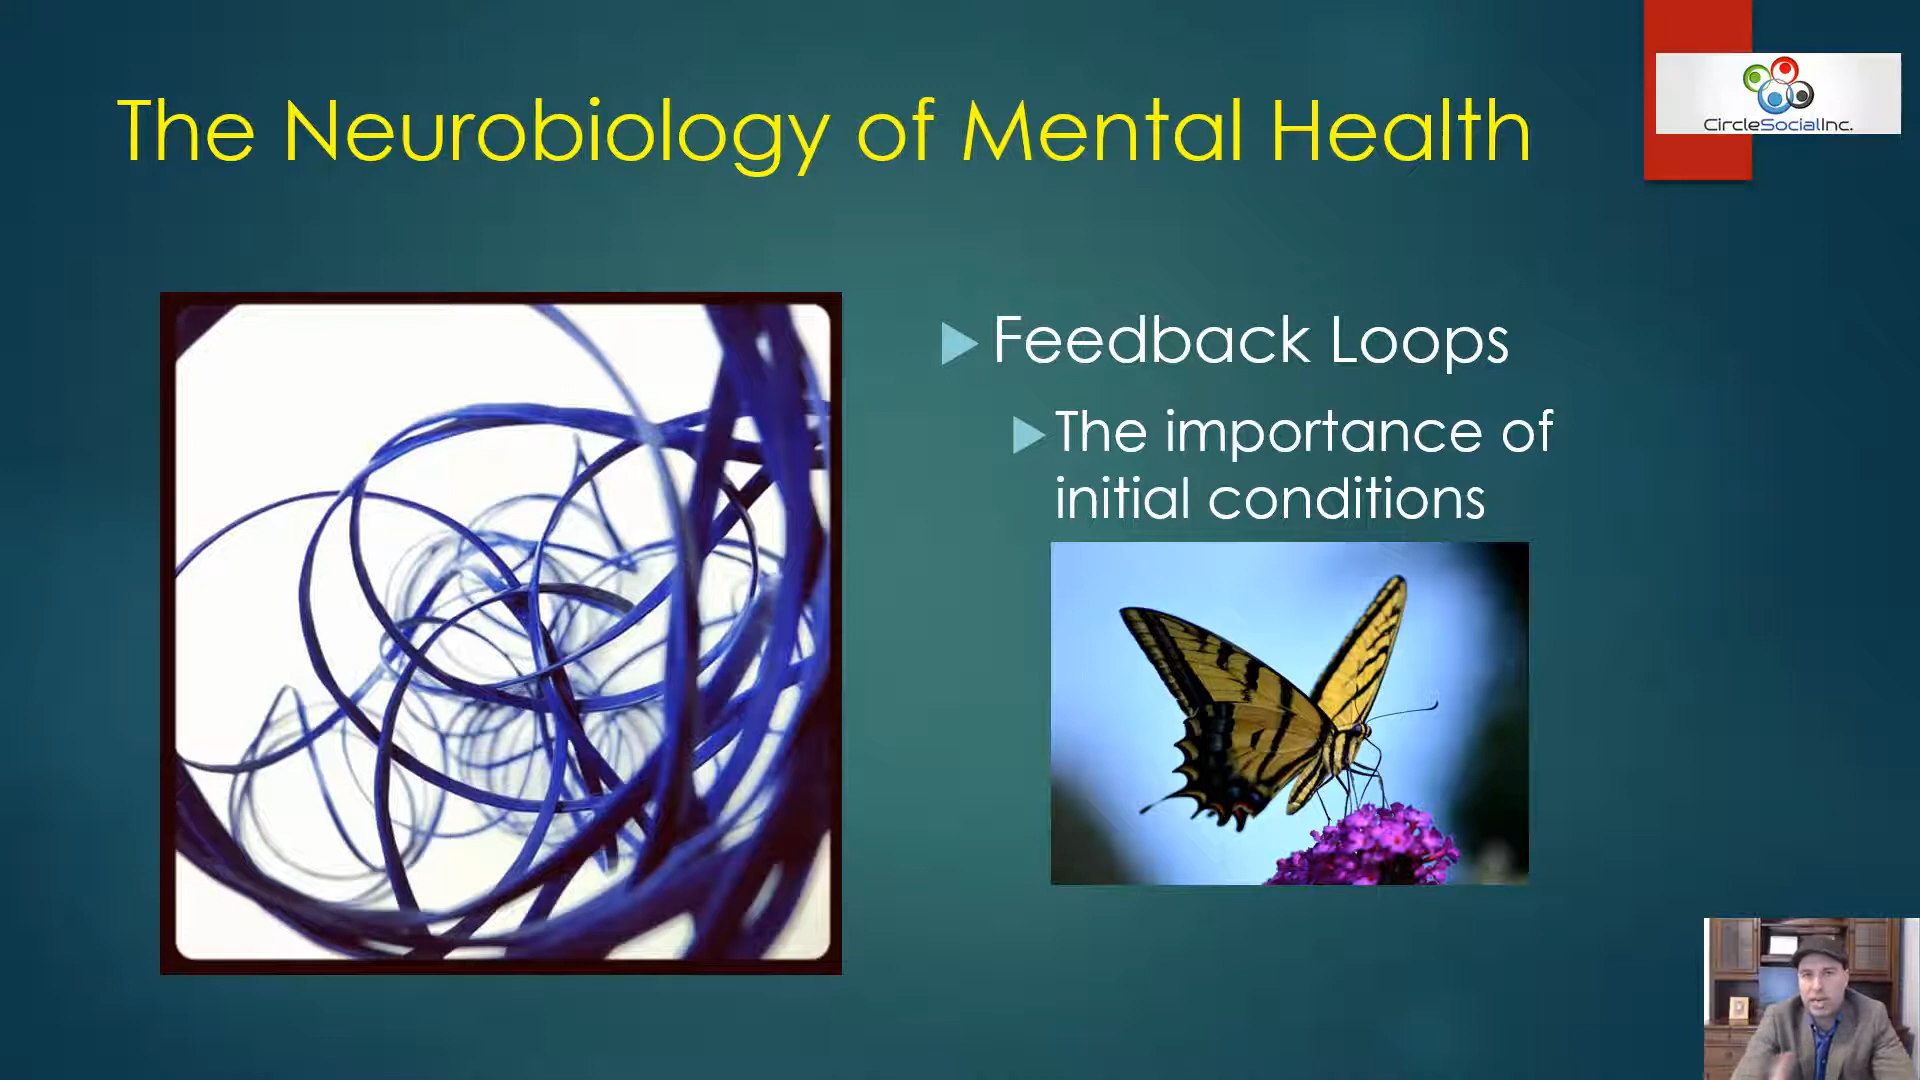 The Neurobiology of Mental Health
CircleSocialInc.
Feedback Loops
The importance of
initial conditions